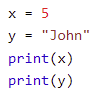 x = 5
y = "John"
print(x)
print(y)